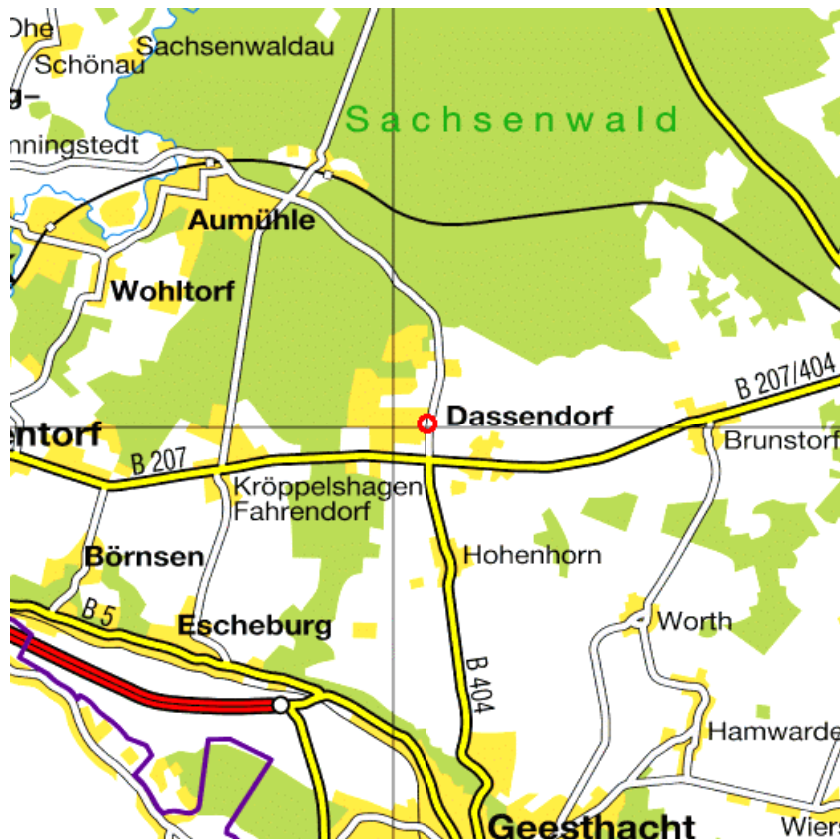 Ohe
Sachsenwaldau
Schönau
g-
Sachsenwald
nningstedt
Aumühle
Wohltorf
B 207/404
Dassendorf
entorf
Brunstorf
B 207
Kröppelshagen
Fahrendorf
Börnsen
Hohenhorn
B 5
Escheburg
Worth
B 404
Hamwarde
Geesthacht
Wier